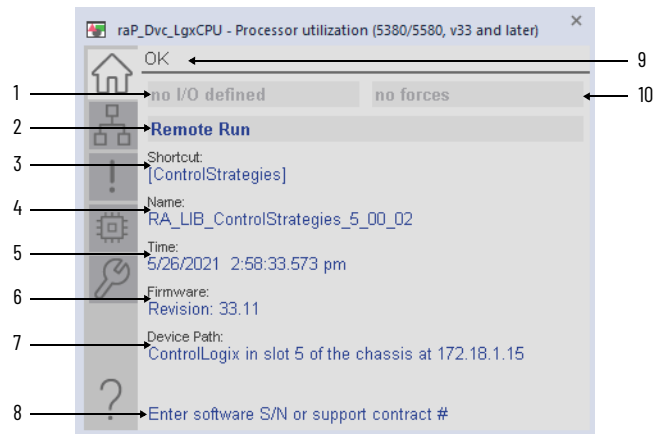 raP_Dvc_LgxCPU - Processor utilization (5380/5580, v33 and later)
OK
9
1
no I/O defined
no forces
10
2
Remote Run
3
Shortcut:
[ControlStrategies]
4
Name:
RA_LIB_ControlStrategies_5_00_02
5
Time:
5/26/2021 2:58:33.573 pm
6
Firmware:
Revision: 33.11
7
Device Path:
ControlLogix in slot 5 of the chassis at 172.18.1.15
8
Enter software S/N or support contract #